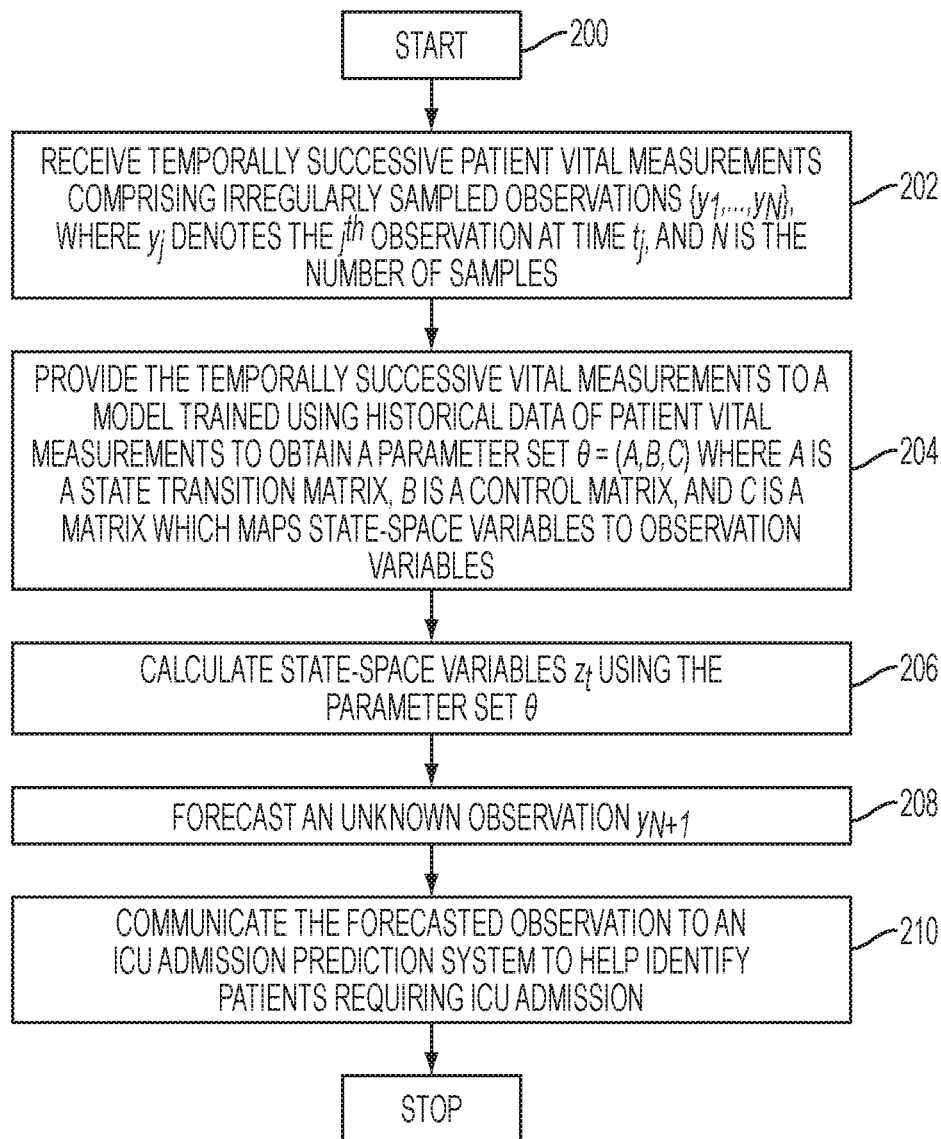 START
200
RECEIVE TEMPORALLY SUCCESSIVE PATIENT VITAL MEASUREMENTS
COMPRISING IRREGULARLY SAMPLED OBSERVATIONS {y1,...,yN},
WHERE yj DENOTES THE jth OBSERVATION AT TIME tj, AND N IS THE
NUMBER OF SAMPLES
202
PROVIDE THE TEMPORALLY SUCCESSIVE VITAL MEASUREMENTS TO A
MODEL TRAINED USING HISTORICAL DATA OF PATIENT VITAL
MEASUREMENTS TO OBTAIN A PARAMETER SET θ = (A,B,C) WHERE A IS
A STATE TRANSITION MATRIX, B IS A CONTROL MATRIX, AND C IS A
MATRIX WHICH MAPS STATE-SPACE VARIABLES TO OBSERVATION
VARIABLES
204
CALCULATE STATE-SPACE VARIABLES zt USING THE
PARAMETER SET θ
206
FORECAST AN UNKNOWN OBSERVATION yN+1
208
COMMUNICATE THE FORECASTED OBSERVATION TO AN
ICU ADMISSION PREDICTION SYSTEM TO HELP IDENTIFY
PATIENTS REQUIRING ICU ADMISSION
210
STOP